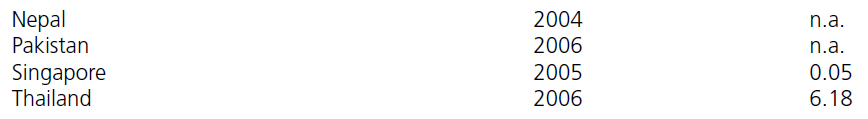 Nepal 2004 n.a.
Pakistan 2006 n.a.
Singapore 2005 0.05
Thailand 2006 6.18